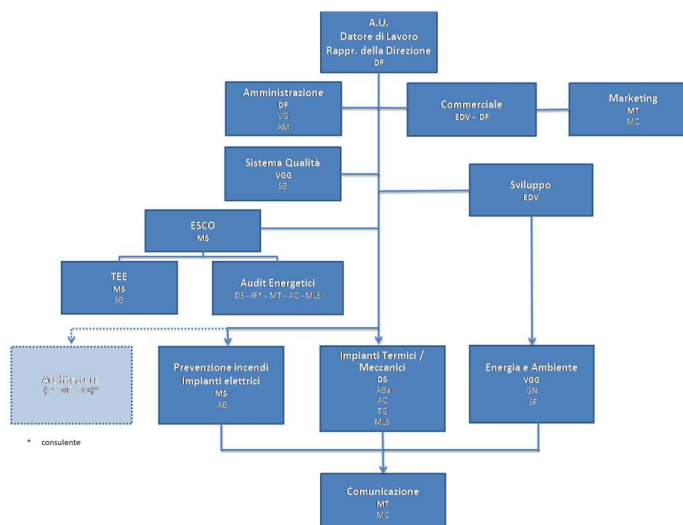 A.U.
Datore di Lavoro
Rappr. della Direzione
DF
Amministrazione
DF
VG
AM
Commerciale
EDV - DF
Marketing
MT
MC
Sistema Qualità
VGG
SB
Sviluppo
EDV
ESCO
MS
TEE
MS
SB
Audit Energetici
DS - IF* - MT - AC - MLS
Architettura
Prevenzione incendi
Impianti elettrici
MS
AB
Impianti Termici /
Meccanici
DS
ABa
AC
TG
MLS
Energia e Ambiente
VGG
GN
SF
* consulente
Comunicazione
MT
MC